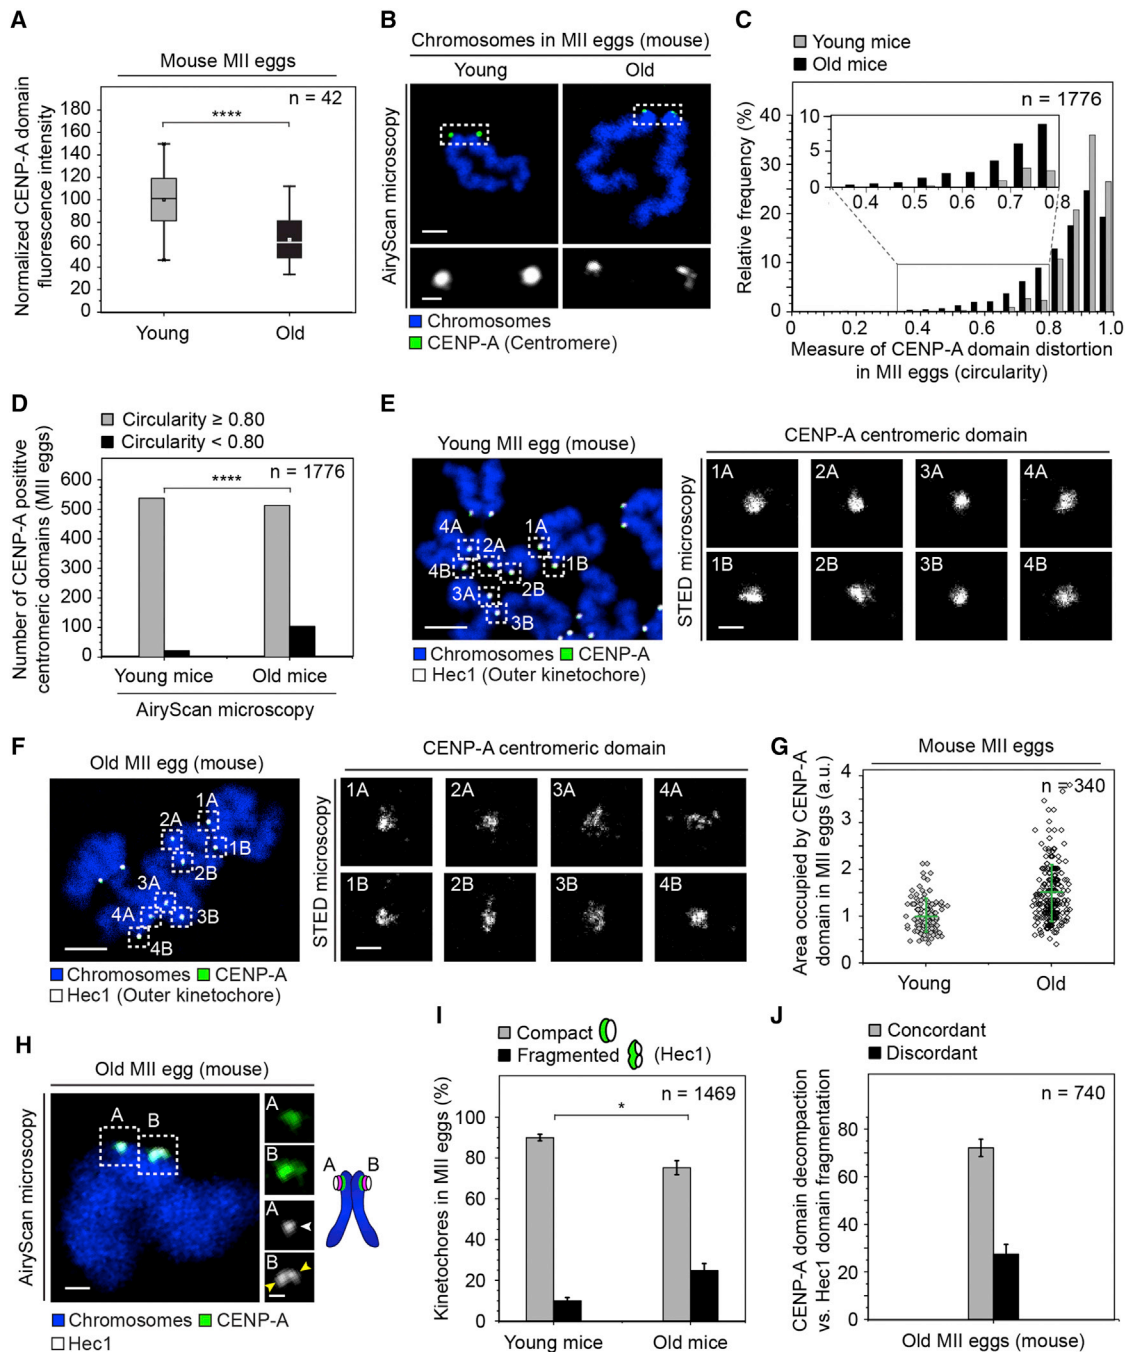 A
Mouse MII eggs
n = 42
****
Normalized CENP-A domain
fluorescence intensity
180
160
140
120
100
80
60
40
20
0
Young
Old
B
Chromosomes in MII eggs (mouse)
Young
Old
AiryScan microscopy
Chromosomes
CENP-A (Centromere)
C
Young mice
Old mice
n = 1776
Relative frequency (%)
40
30
20
10
0
10
5
0
0.4
0.5
0.6
0.7
0.8
0
0.2
0.4
0.6
0.8
1.0
Measure of CENP-A domain distortion
in MII eggs (circularity)
D
Circularity ≥ 0.80
Circularity < 0.80
n = 1776
****
Number of CENP-A positive
centromeric domains (MII eggs)
600
500
400
300
200
100
0
Young mice
Old mice
AiryScan microscopy
E
Young MII egg (mouse)
4A
2A
1A
4B
1B
2B
3A
3B
Chromosomes
CENP-A
Hec1 (Outer kinetochore)
CENP-A centromeric domain
STED microscopy
1A
2A
3A
4A
1B
2B
3B
4B
F
Old MII egg (mouse)
1A
2A
1B
2B
3A
4A
3B
4B
Chromosomes
CENP-A
Hec1 (Outer kinetochore)
CENP-A centromeric domain
STED microscopy
1A
2A
3A
4A
1B
2B
3B
4B
G
Mouse MII eggs
n = 340
Area occupied by CENP-A
domain in MII eggs (a.u.)
4
3
2
2
1
1
0
Young
Old
H
Old MII egg (mouse)
AiryScan microscopy
A
B
A
B
A
B
A
B
Chromosomes
CENP-A
Hec1
I
Compact
Fragmented
(Hec1)
n = 1469
*
Kinetochores in MII eggs (%)
100
80
60
40
20
0
Young mice
Old mice
J
Concordant
Discordant
n = 740
CENP-A domain decompaction
vs. Hec1 domain fragmentation
80
60
40
20
0
Old MII eggs (mouse)